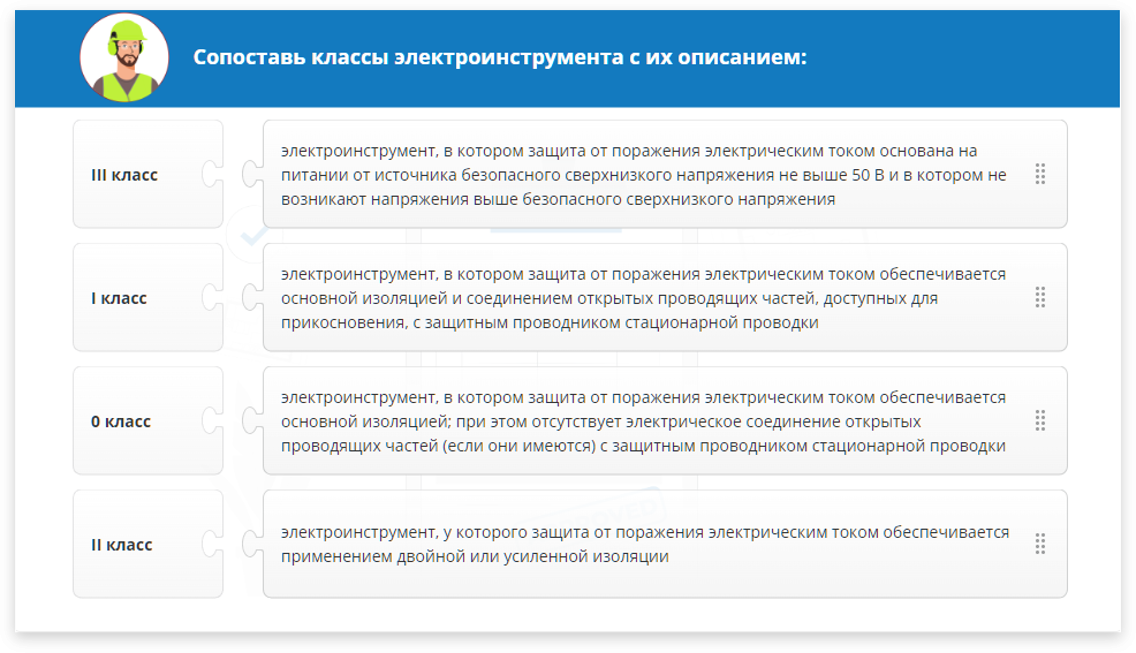 Сопоставь классы электроинструмента с их описанием:
III класс
электроинструмент, в котором защита от поражения электрическим током основана на
питании от источника безопасного сверхнизкого напряжения не выше 50 В и в котором не
возникают напряжения выше безопасного сверхнизкого напряжения
I класс
электроинструмент, в котором защита от поражения электрическим током обеспечивается
основной изоляцией и соединением открытых проводящих частей, доступных для
прикосновения, с защитным проводником стационарной проводки
0 класс
электроинструмент, в котором защита от поражения электрическим током обеспечивается
основной изоляцией; при этом отсутствует электрическое соединение открытых
проводящих частей (если они имеются) с защитным проводником стационарной проводки
II класс
электроинструмент, у которого защита от поражения электрическим током обеспечивается
применением двойной или усиленной изоляции